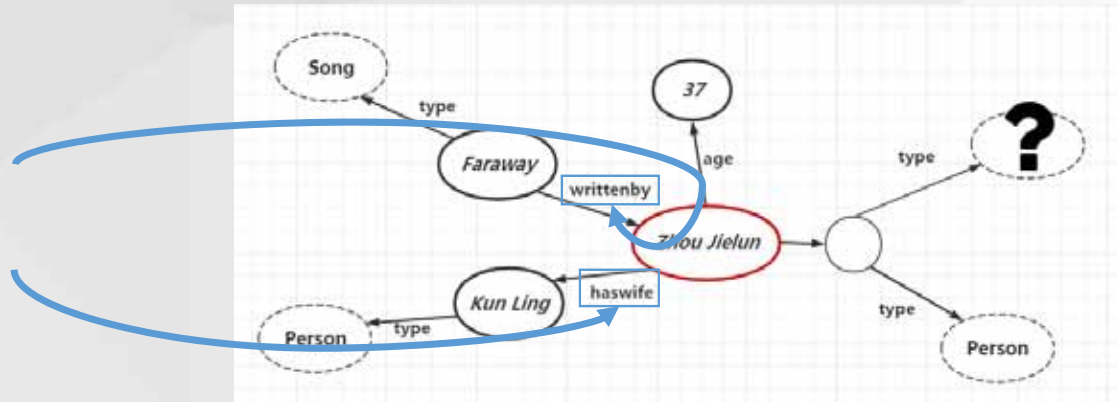 Song
37
type
?
Faraway
age
type
writtenby
Zhou Jielun
Kun Ling
haswife
type
Person
type
Person